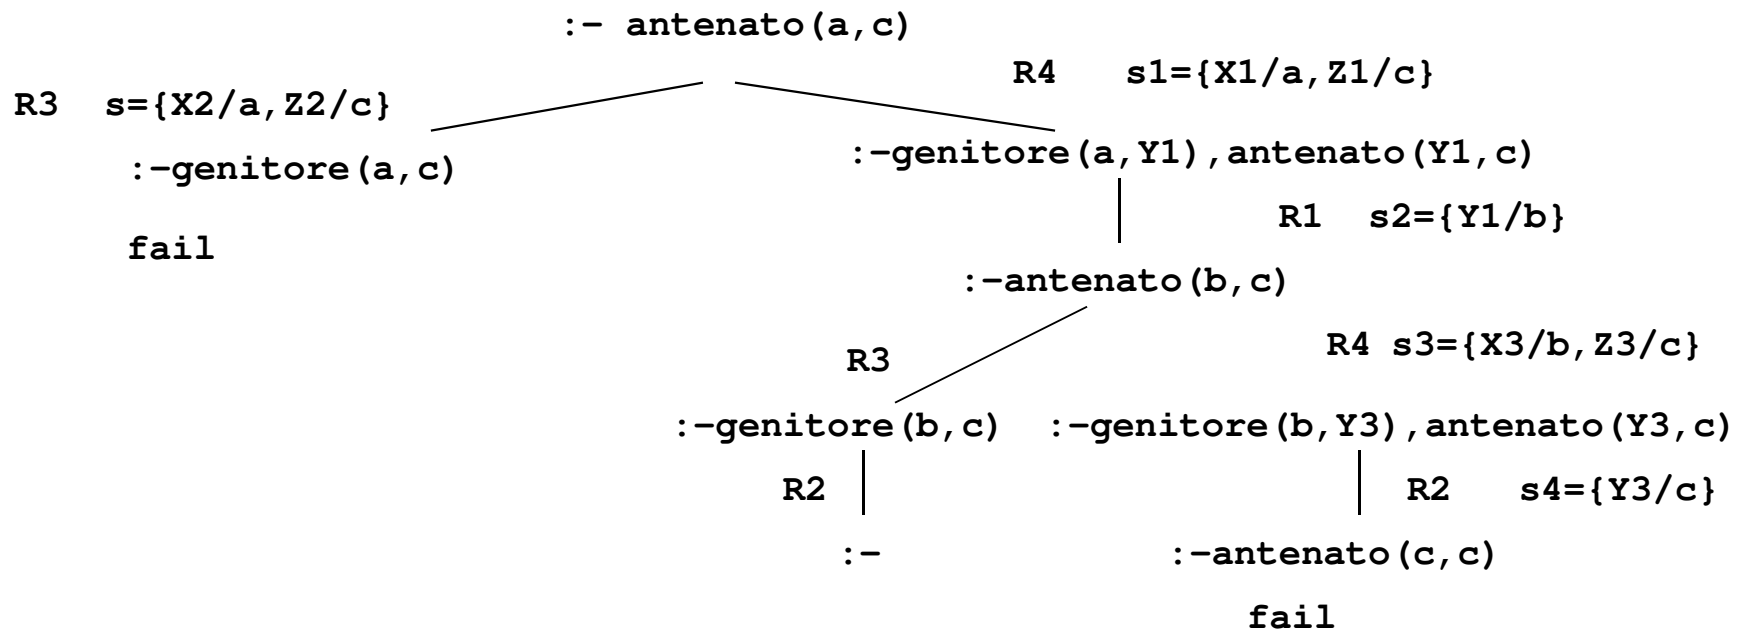 :- antenato(a,c)
R4 s1={X1/a,Z1/c}
R3 s={X2/a,Z2/c}
:-genitore(a,Y1),antenato(Y1,c)
:-genitore(a,c)
R1 s2={Y1/b}
fail
:-antenato(b,c)
R4 s3={X3/b,Z3/c}
R3
:-genitore(b,c) :-genitore(b,Y3),antenato(Y3,c)
R2 R2 s4={Y3/c}
:- :-antenato(c,c)
fail